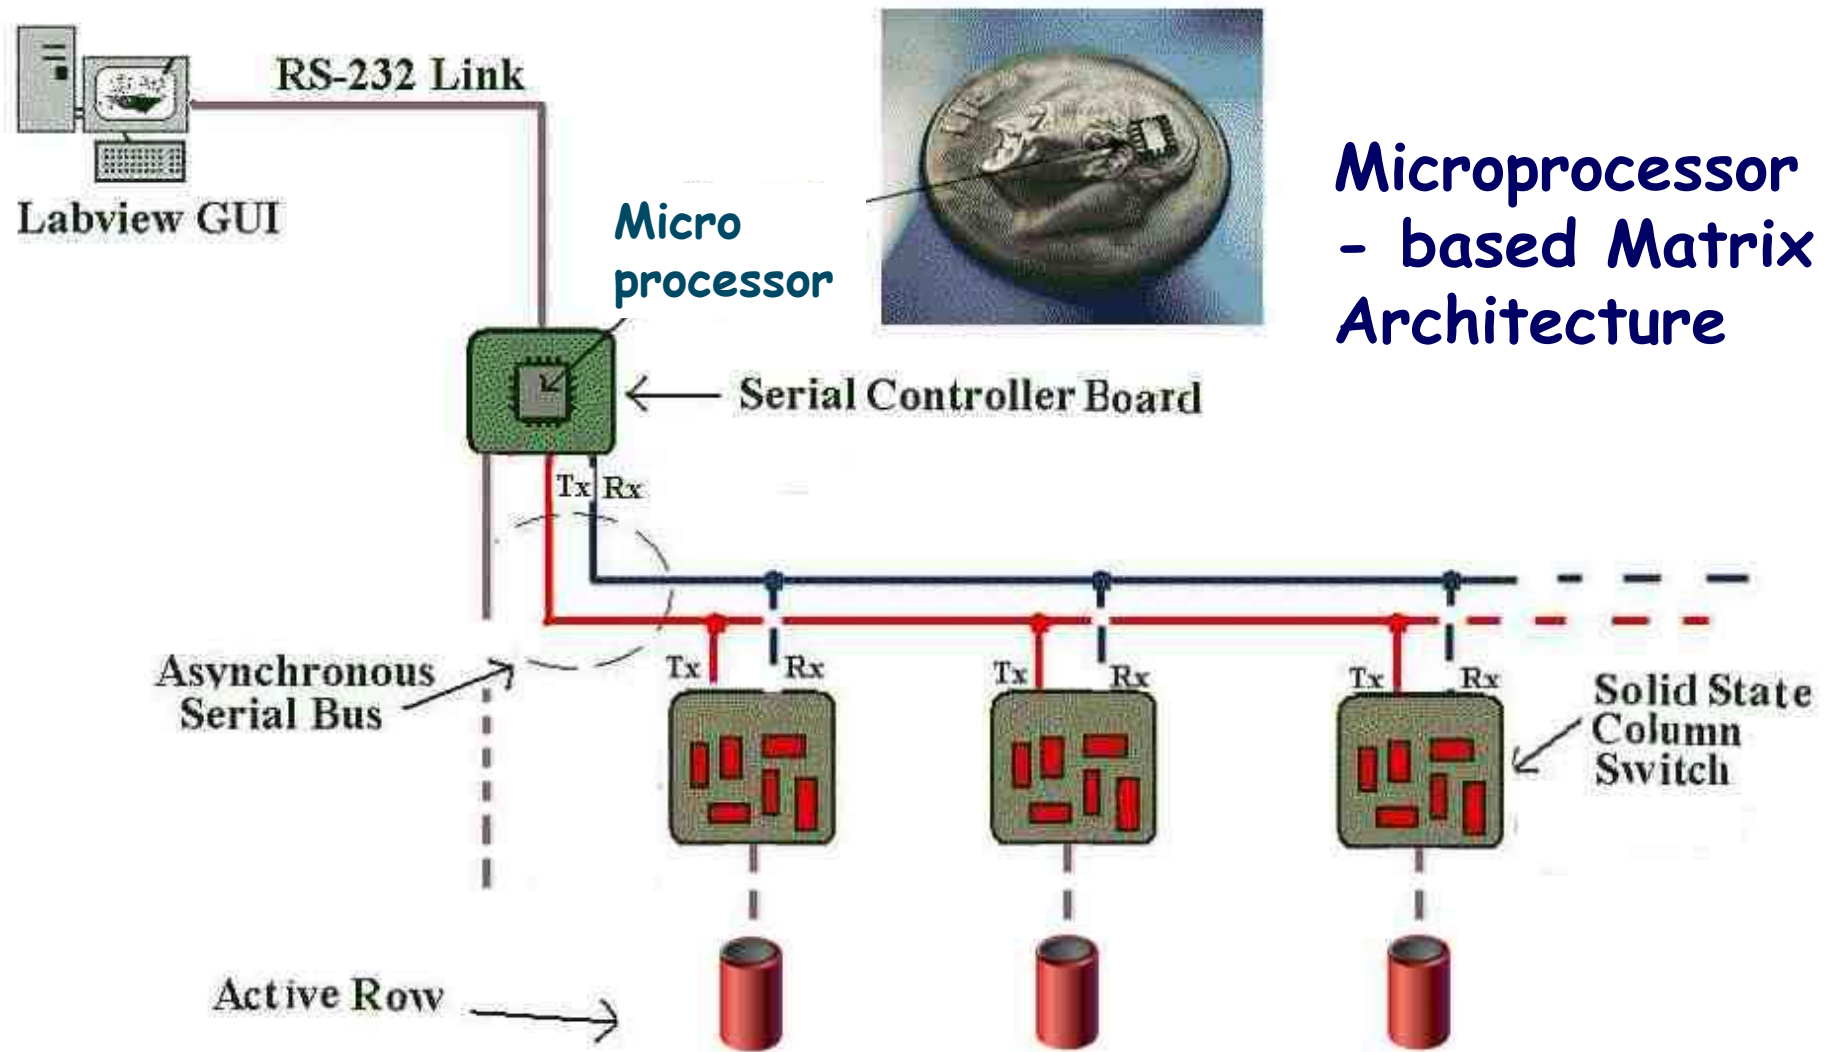 RS-232 Link
Labview GUI
Micro
processor
Microprocessor
- based Matrix
Architecture
Serial Controller Board
Tx Rx
Asynchronous
Serial Bus
Tx Rx
Tx Rx
Tx Rx
Solid State
Column
Switch
Active Row